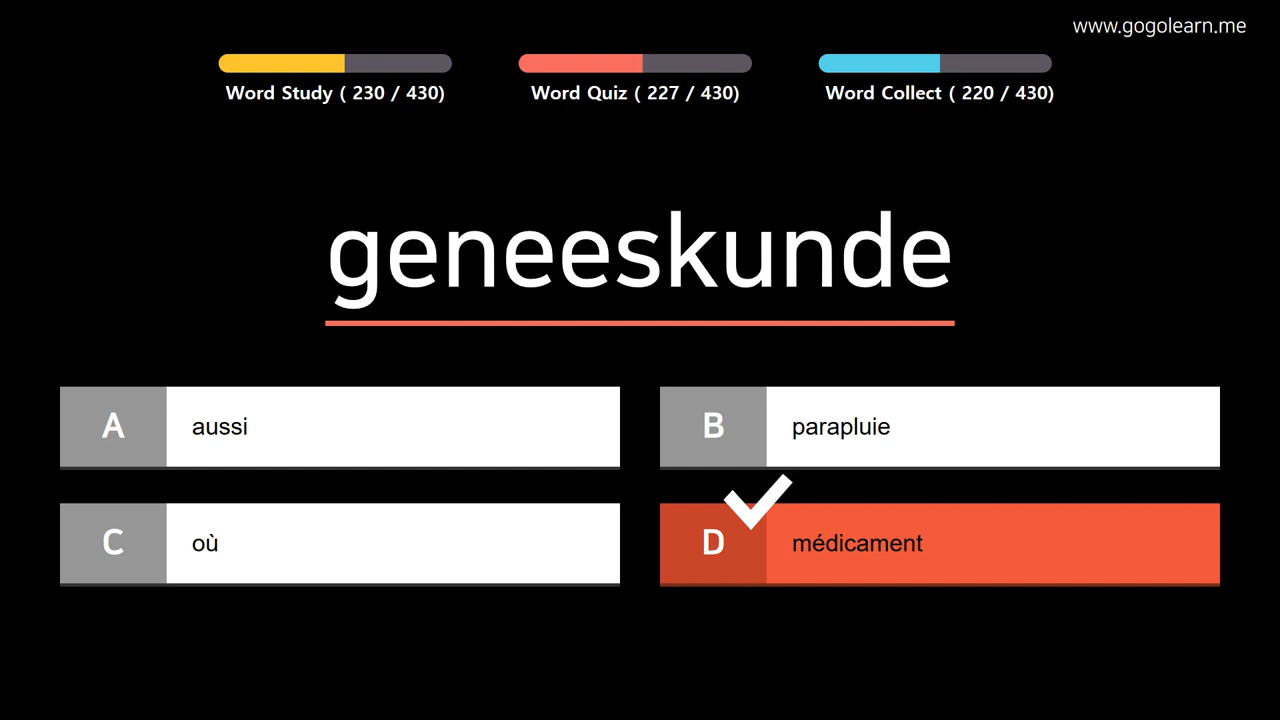 www.gogolearn.me
Word Study ( 230 / 430)
Word Quiz ( 227 / 430)
Word Collect ( 220 / 430)
geneeskunde
A aussi
B parapluie
C où
D médicament